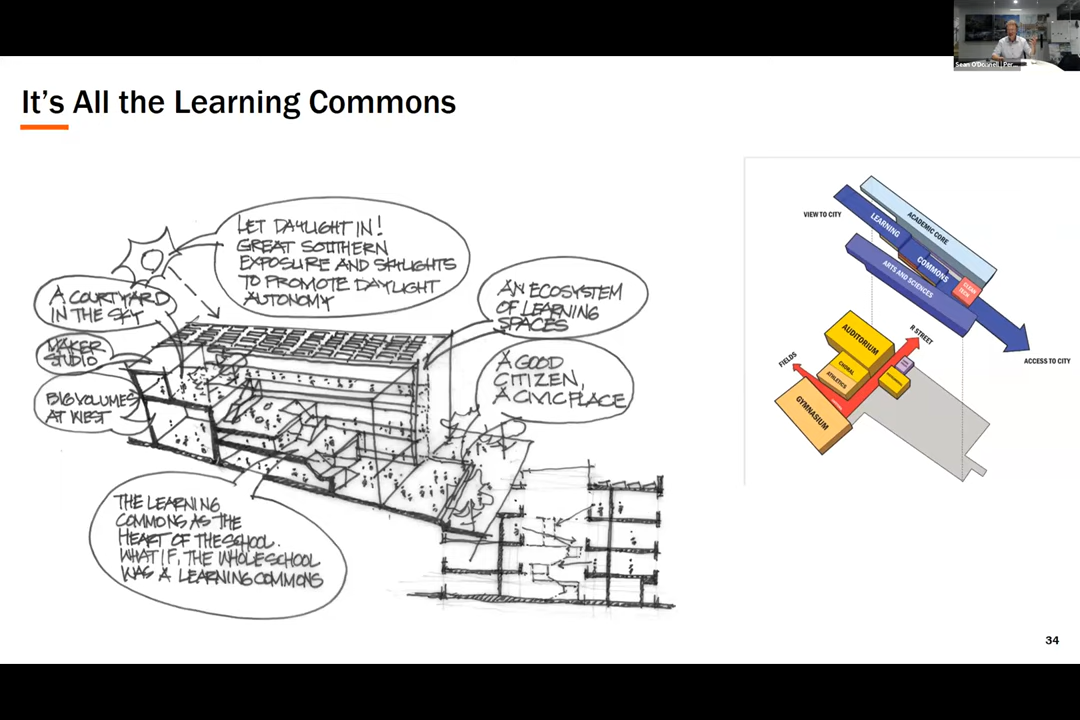 Sean O'Donnell | Per...
It's All the Learning Commons
LET DAYLIGHT IN!
GREAT SOUTHERN
EXPOSURE AND SKYLIGHTS
TO PROMOTE DAYLIGHT
AUTONOMY
A COURTYARD
IN THE SKY
MAKER
STUDIO
BIG VOLUMES
AT WEST
AN ECOSYSTEM
OF LEARNING
SPACES
A GOOD
CITIZEN,
A CIVIC PLACE
THE LEARNING
COMMONS AS THE
HEART OF THE SCHOOL.
WHAT IF, THE WHOLE SCHOOL
WAS A LEARNING COMMONS
VIEW TO CITY
ACADEMIC CORE
LEARNING
COMMONS
ARTS AND SCIENCES
ACCESS TO CITY
AUDITORIUM
R STREET
FIELDS
CHORAL
ATHLETICS
GYMNASIUM
34